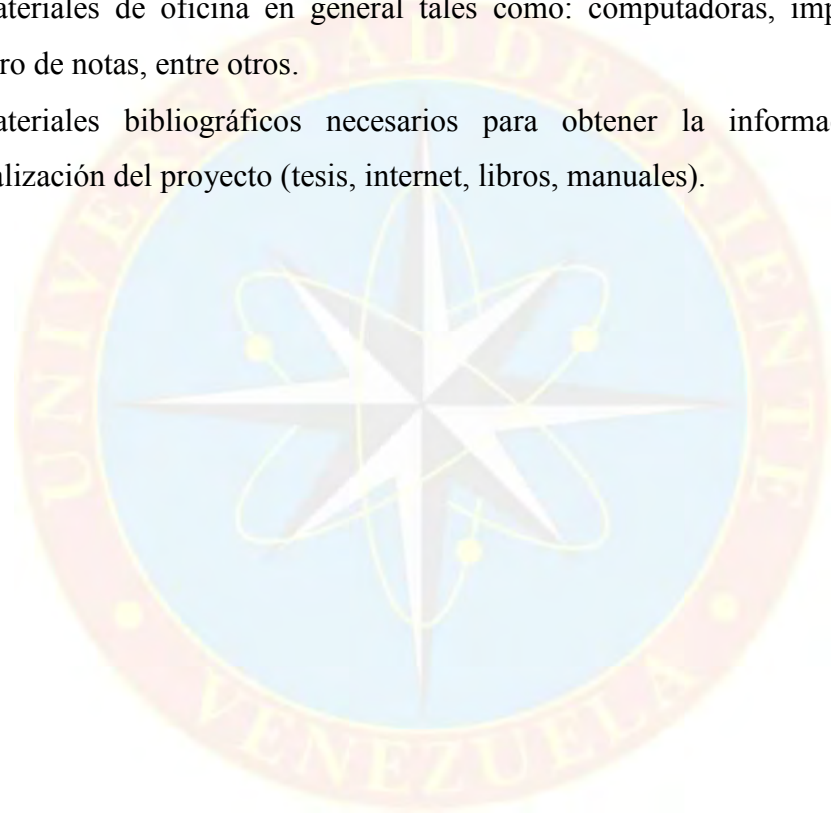 ateriales de oficina en general tales como: computadoras, imp
ro de notas, entre otros.
ateriales bibliográficos necesarios para obtener la informa
alización del proyecto (tesis, internet, libros, manuales).
UNIVERSIDAD DE ORIENTE
VENEZUELA